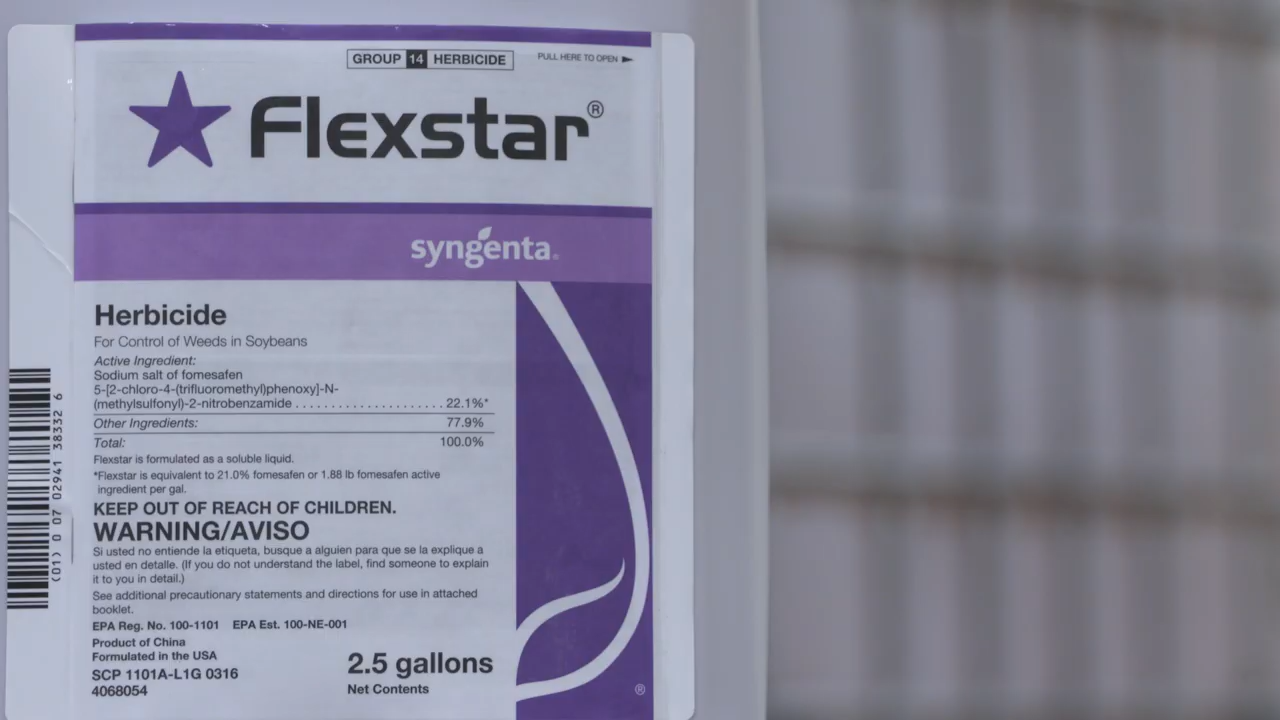 GROUP 14 HERBICIDE
PULL HERE TO OPEN
Flexstar®
syngenta®
Herbicide
For Control of Weeds in Soybeans
Active Ingredient:
Sodium salt of fomesafen
5-[2-chloro-4-(trifluoromethyl)phenoxy]-N-
(methylsulfonyl)-2-nitrobenzamide . . . . . . . . . . . . . . . . . . . . . 22.1%*
Other Ingredients: 77.9%
Total: 100.0%
Flexstar is formulated as a soluble liquid.
*Flexstar is equivalent to 21.0% fomesafen or 1.88 lb fomesafen active
ingredient per gal.
KEEP OUT OF REACH OF CHILDREN.
WARNING/AVISO
Si usted no entiende la etiqueta, busque a alguien para que se la explique a
usted en detalle. (If you do not understand the label, find someone to explain
it to you in detail.)
See additional precautionary statements and directions for use in attached
booklet.
EPA Reg. No. 100-1101 EPA Est. 100-NE-001
Product of China
Formulated in the USA
SCP 1101A-L1G 0316
4068054
2.5 gallons
Net Contents
®
(01) 0 07 02941 38332 6